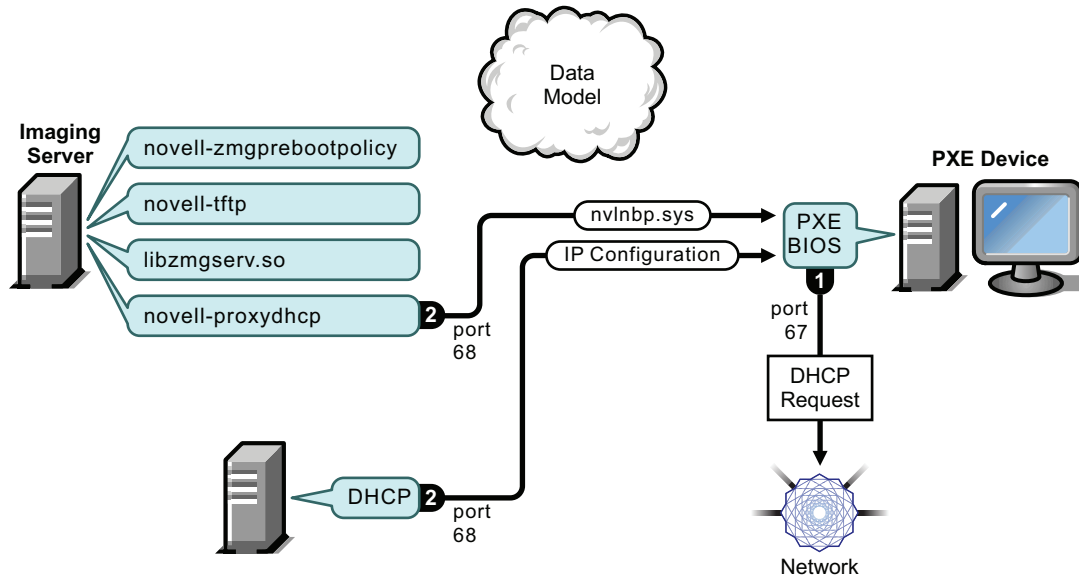 Data
Model
Imaging
Server
novell-zmgprebootpolicy
novell-tftp
libzmgserv.so
novell-proxydhcp
2
port
68
nvlnbp.sys
IP Configuration
PXE
BIOS
1
port
67
PXE Device
DHCP
Request
Network
DHCP
2
port
68